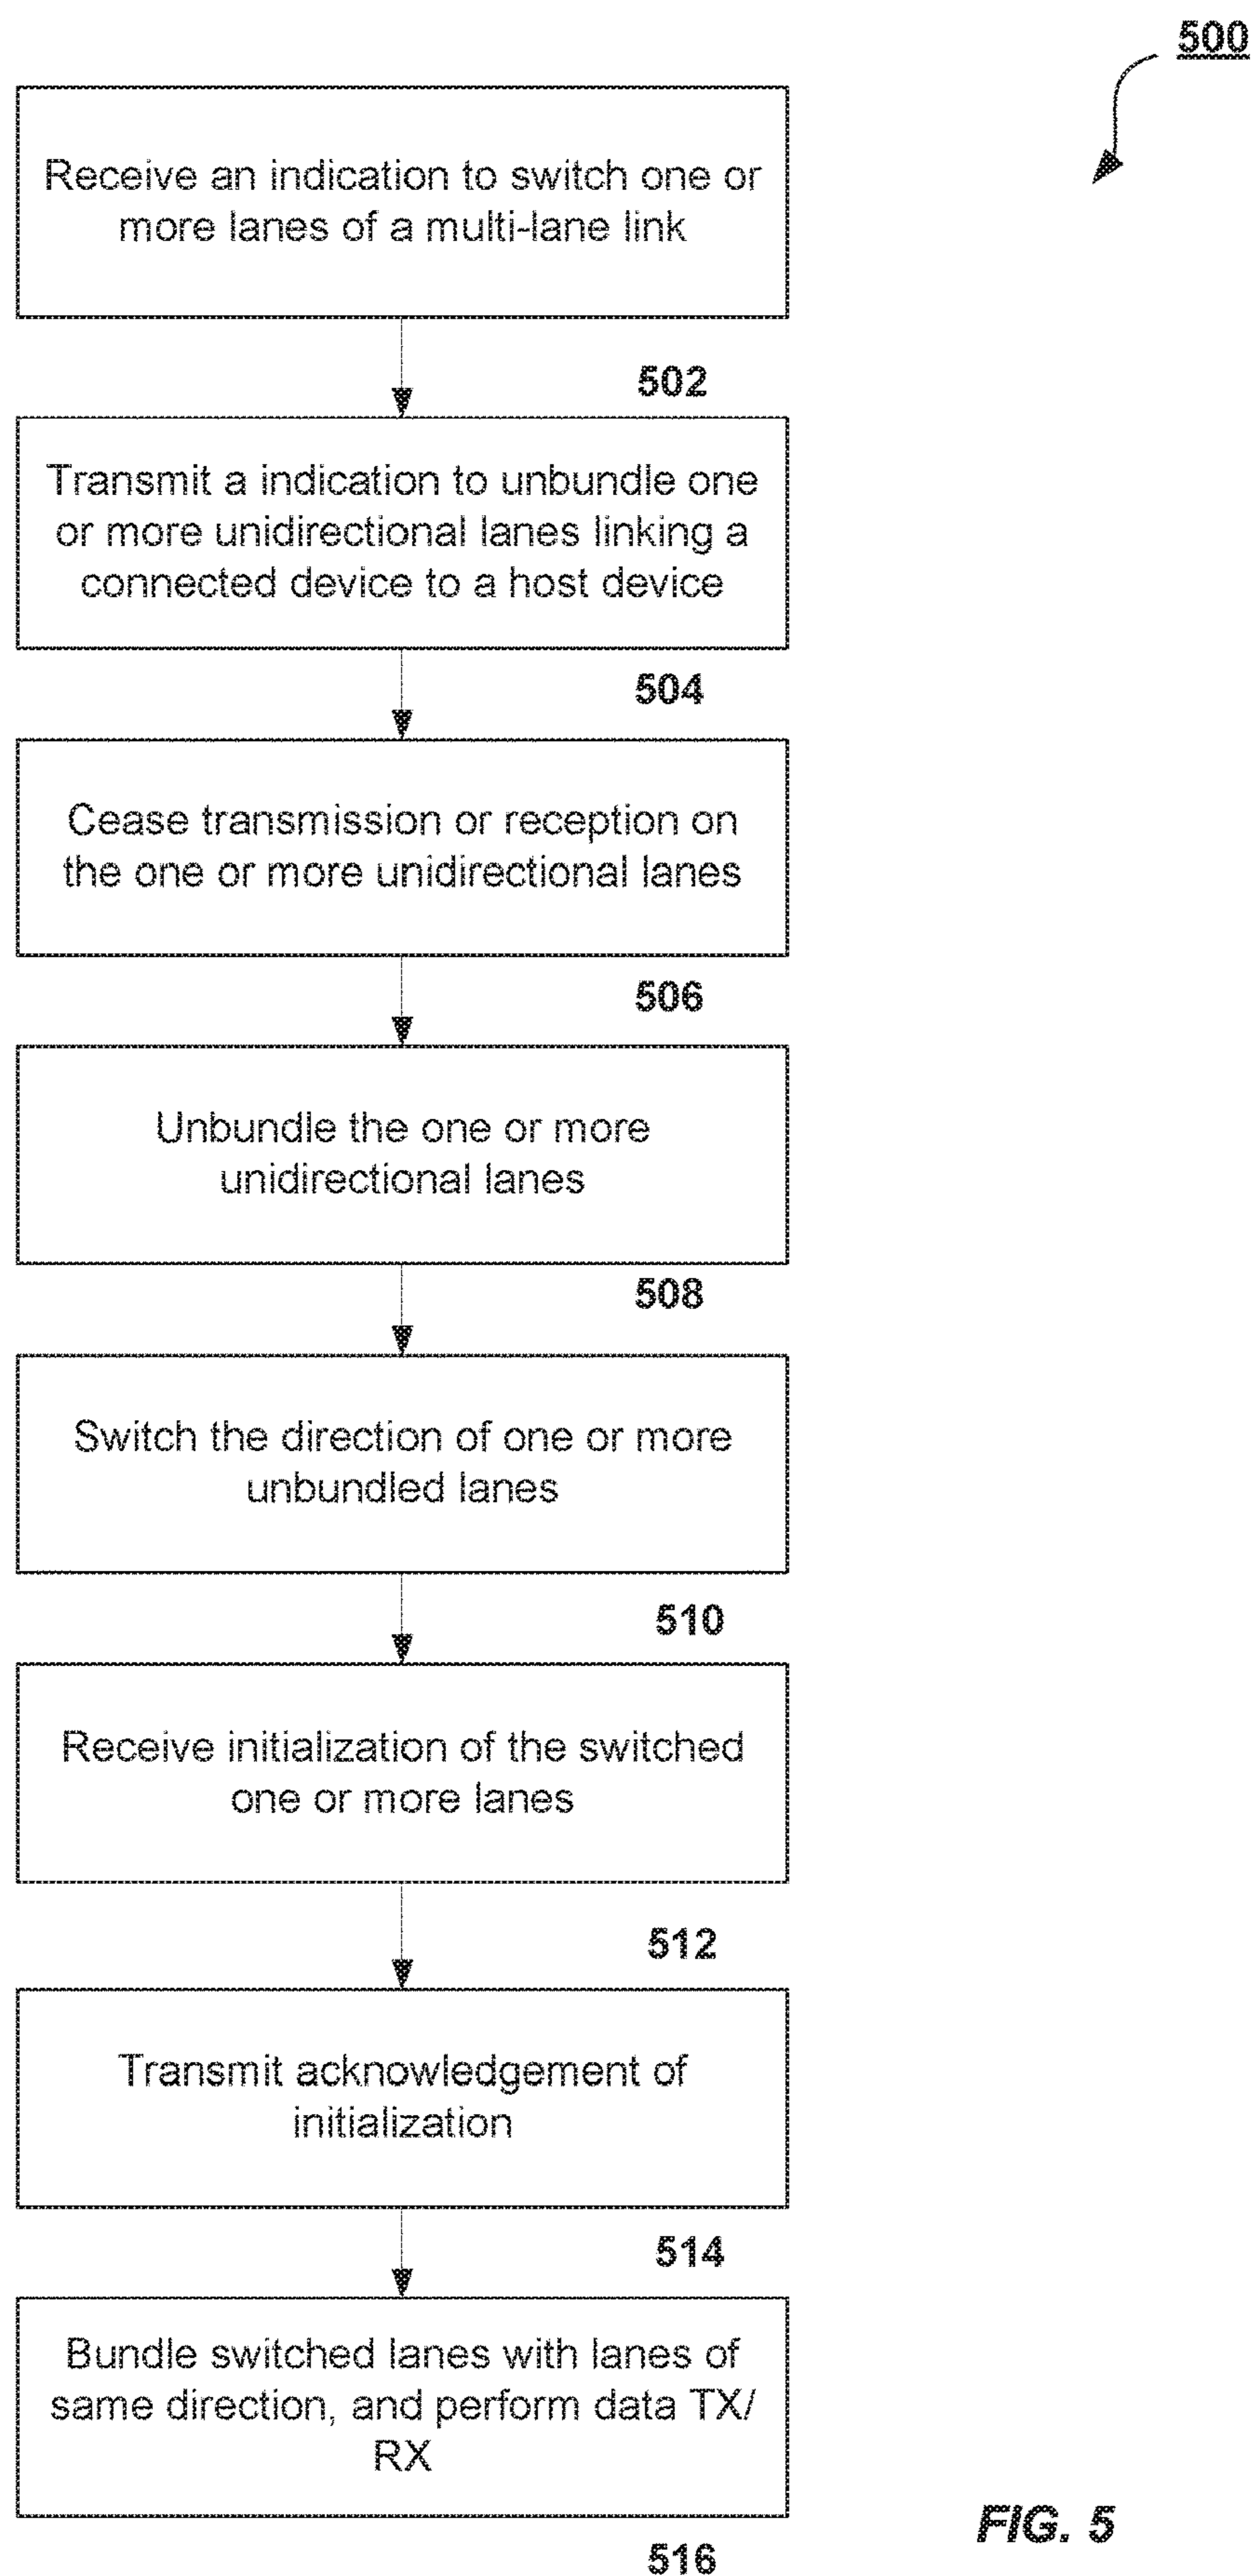 500
Receive an indication to switch one or
more lanes of a multi-lane link
502
Transmit a indication to unbundle one
or more unidirectional lanes linking a
connected device to a host device
504
Cease transmission or reception on
the one or more unidirectional lanes
506
Unbundle the one or more
unidirectional lanes
508
Switch the direction of one or more
unbundled lanes
510
Receive initialization of the switched
one or more lanes
512
Transmit acknowledgement of
initialization
514
Bundle switched lanes with lanes of
same direction, and perform data TX/
RX
516
FIG. 5